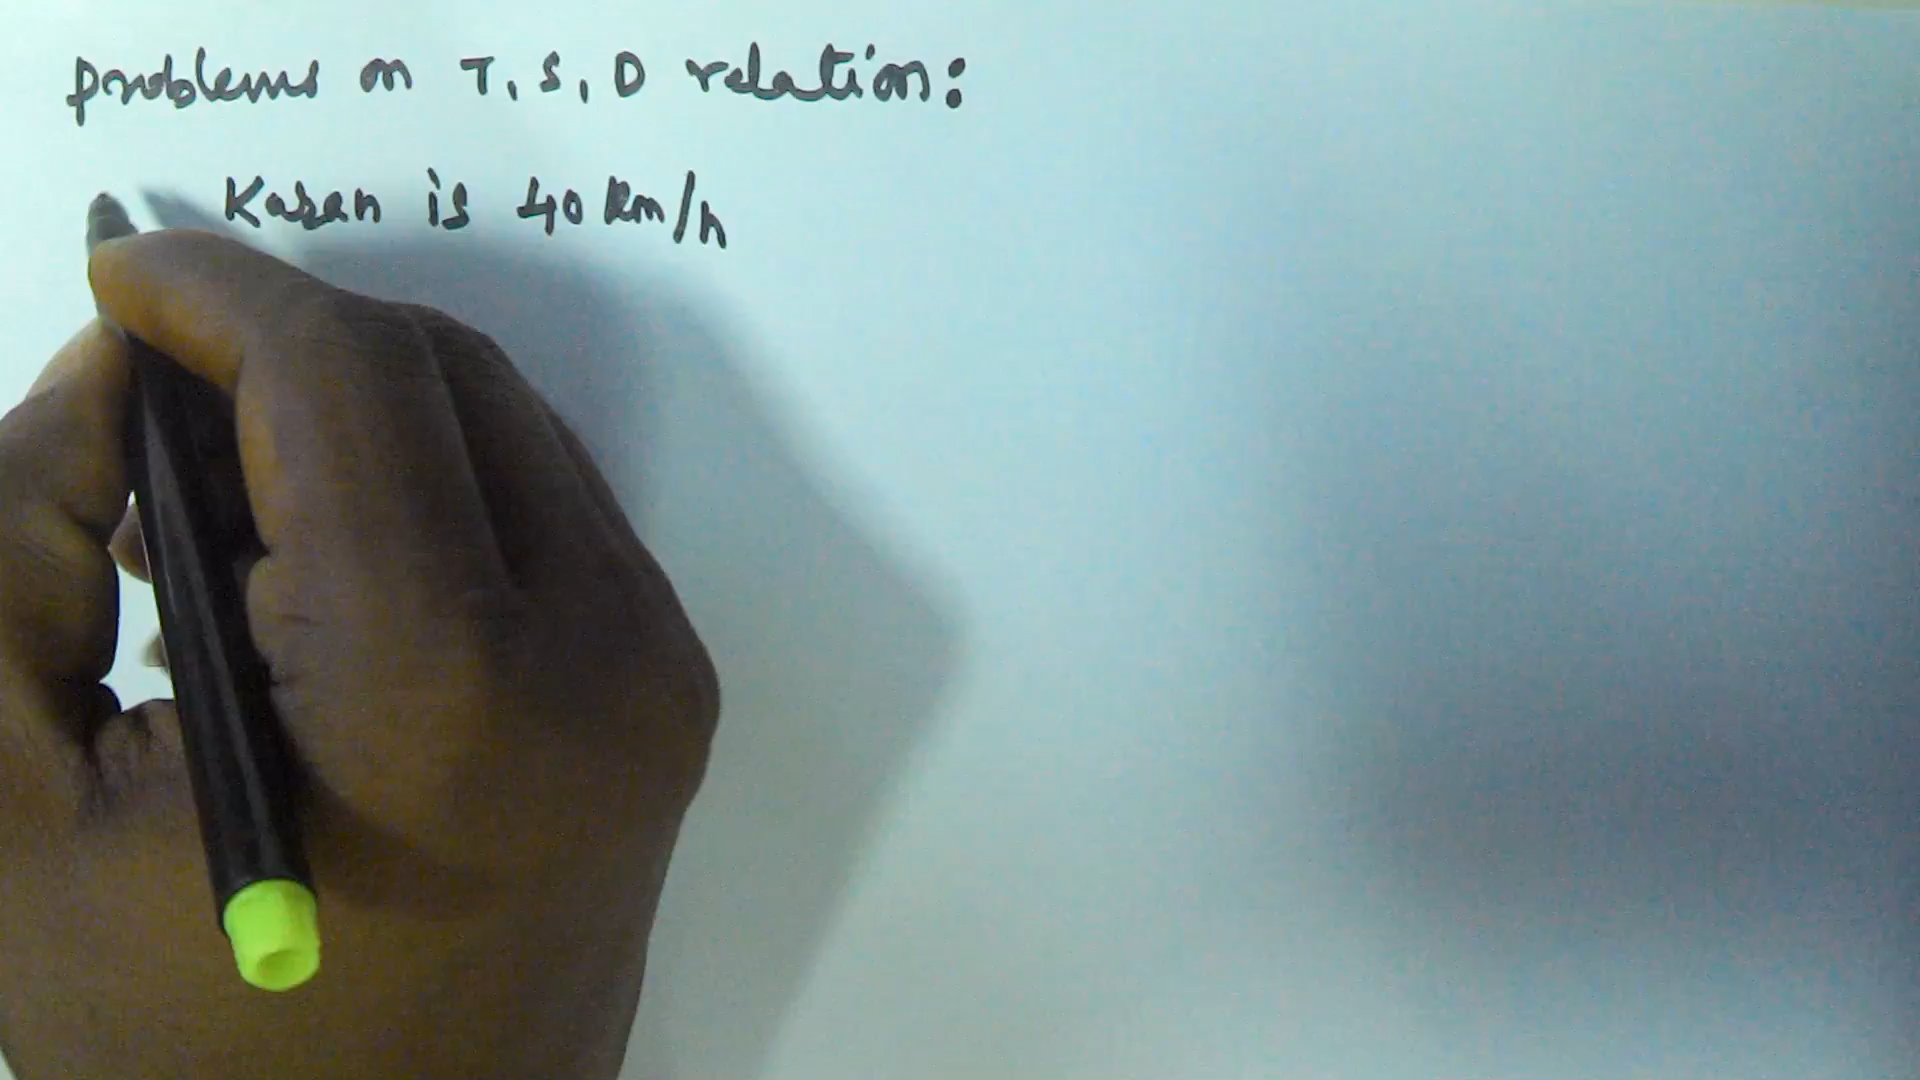 problems on T, S, D relation:
Karan is 40 km/h